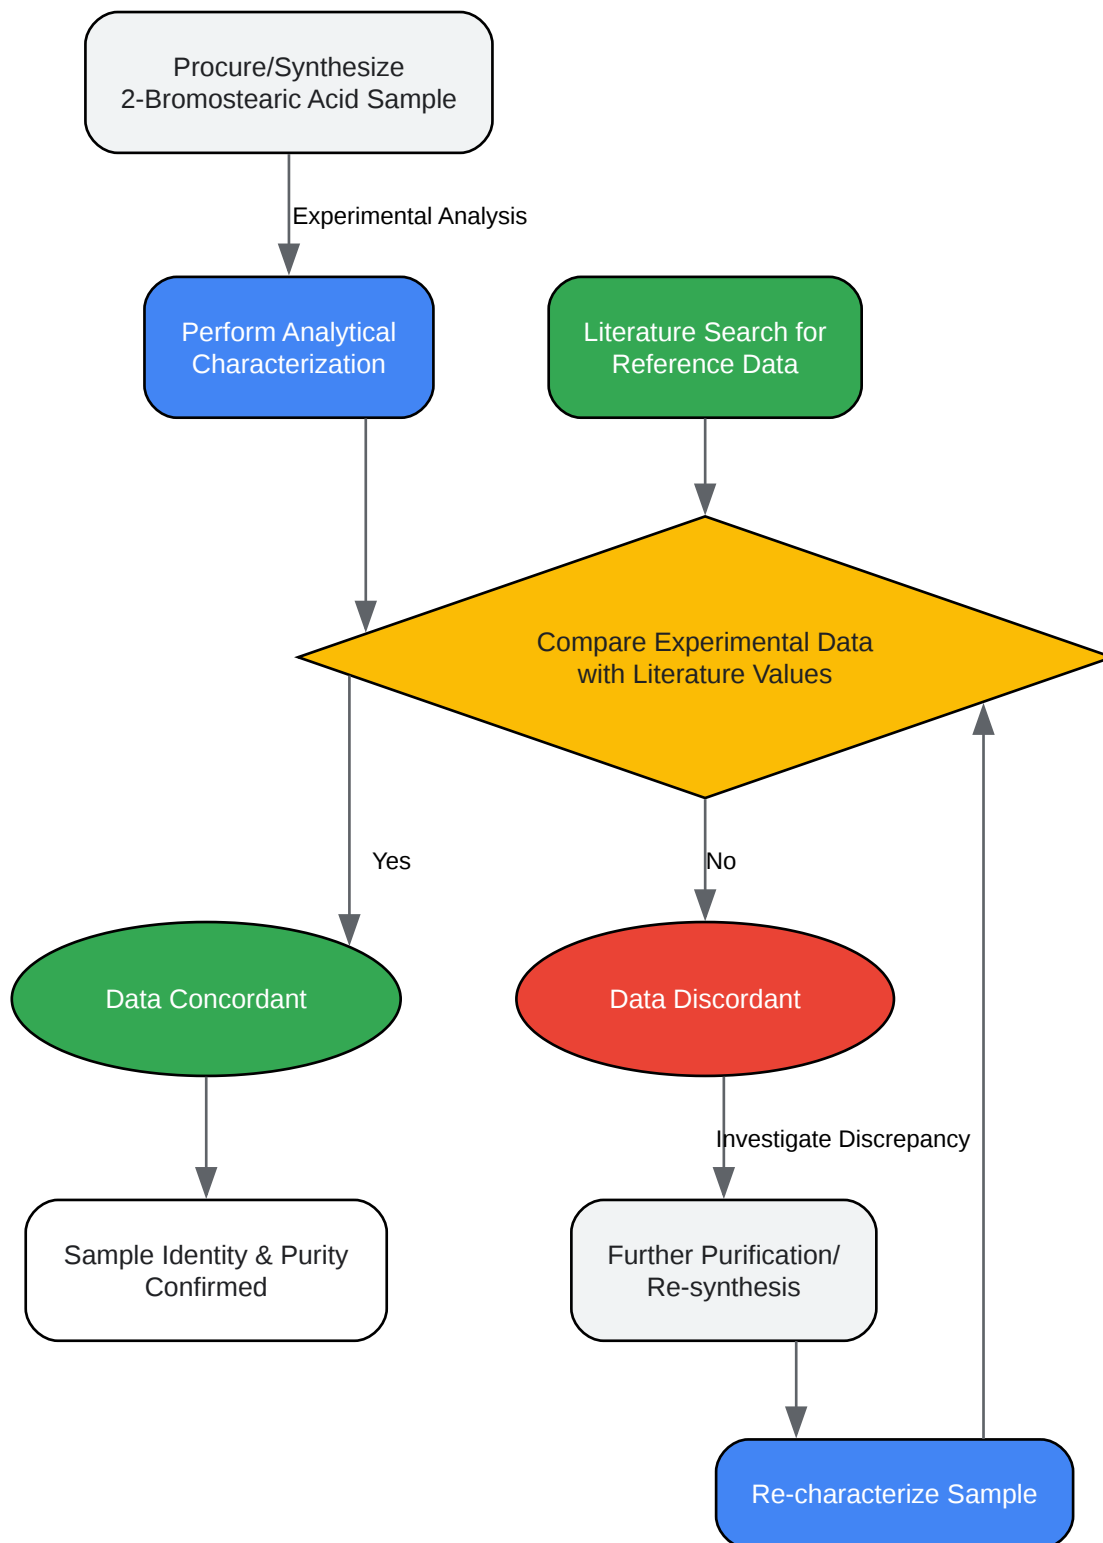 Procure/Synthesize
2-Bromostearic Acid Sample
Experimental Analysis
Perform Analytical
Characterization
Literature Search for
Reference Data
Compare Experimental Data
with Literature Values
Yes
No
Data Concordant
Data Discordant
Investigate Discrepancy
Sample Identity & Purity
Confirmed
Further Purification/
Re-synthesis
Re-characterize Sample